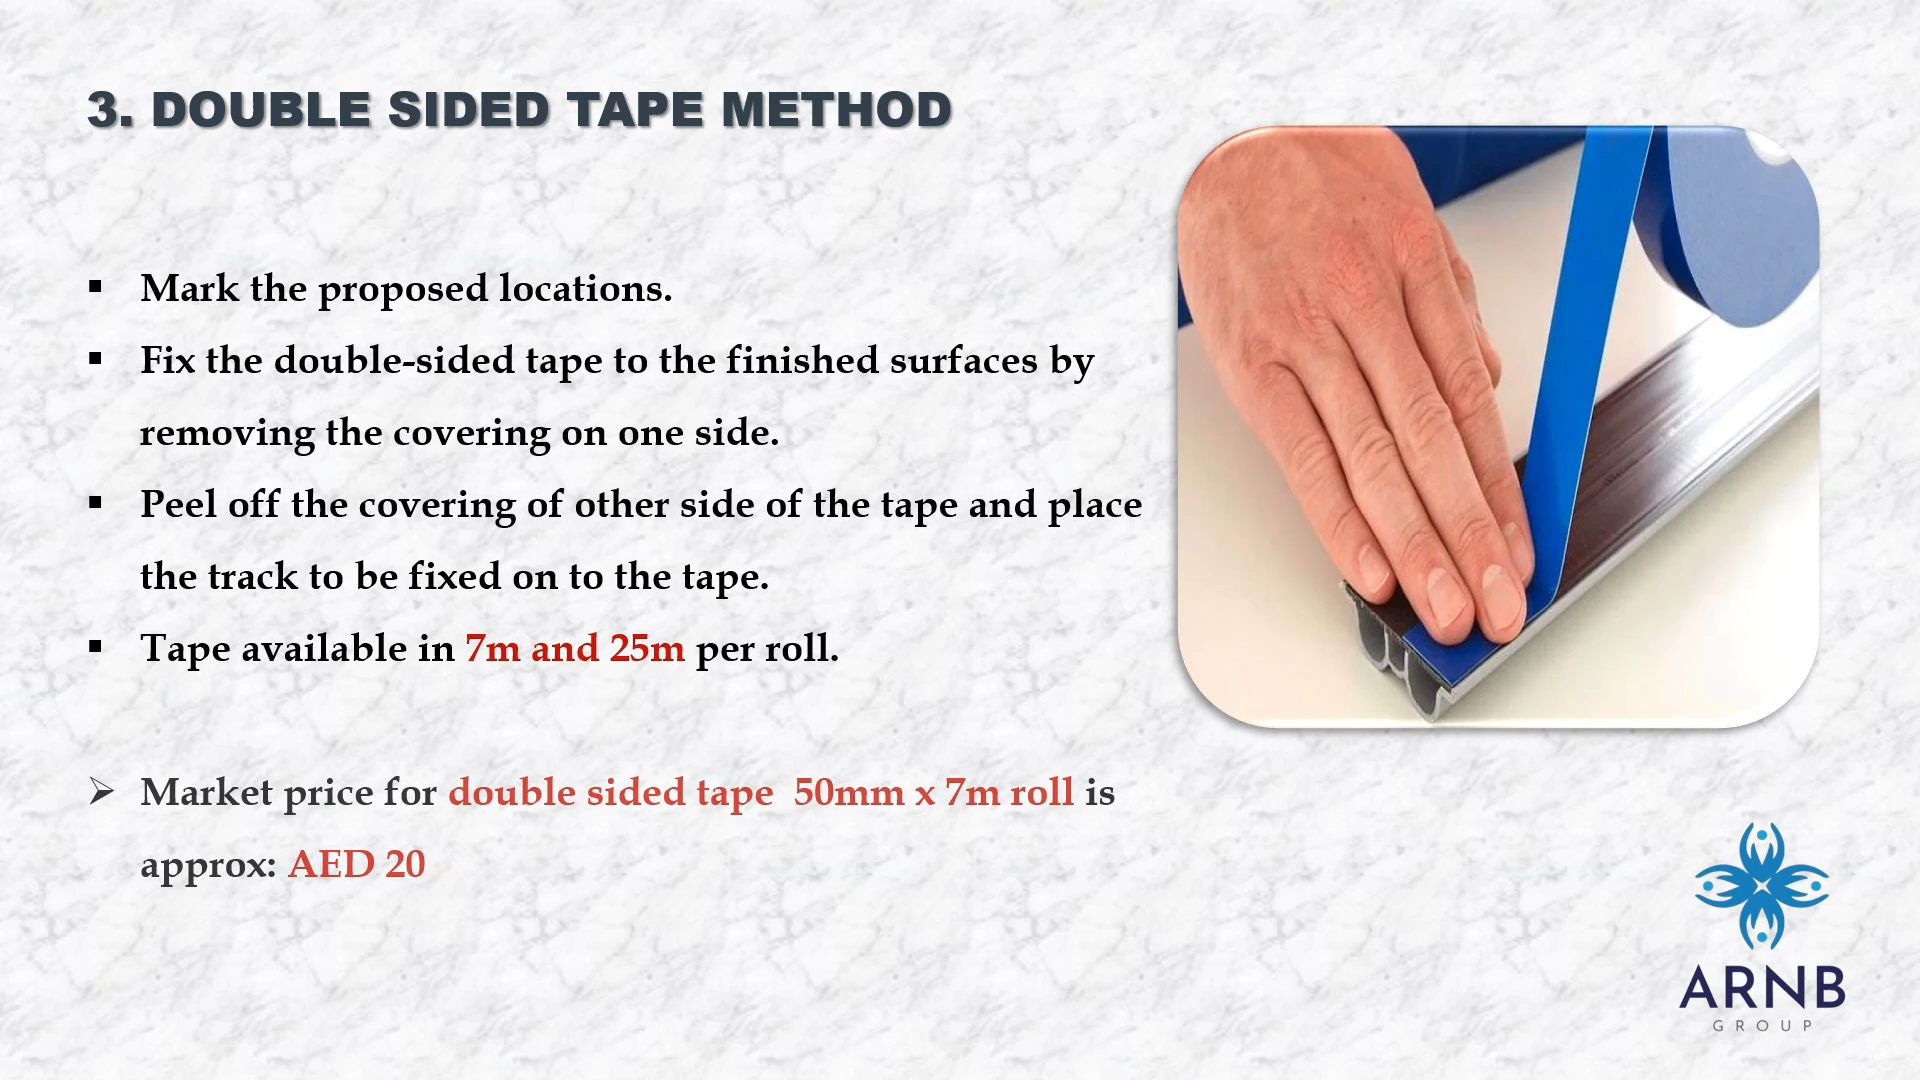 3. DOUBLE SIDED TAPE METHOD
▪ Mark the proposed locations.
▪ Fix the double-sided tape to the finished surfaces by
removing the covering on one side.
▪ Peel off the covering of other side of the tape and place
the track to be fixed on to the tape.
▪ Tape available in 7m and 25m per roll.
➢ Market price for double sided tape  50mm x 7m roll is
approx: AED 20
ARNB
GROUP